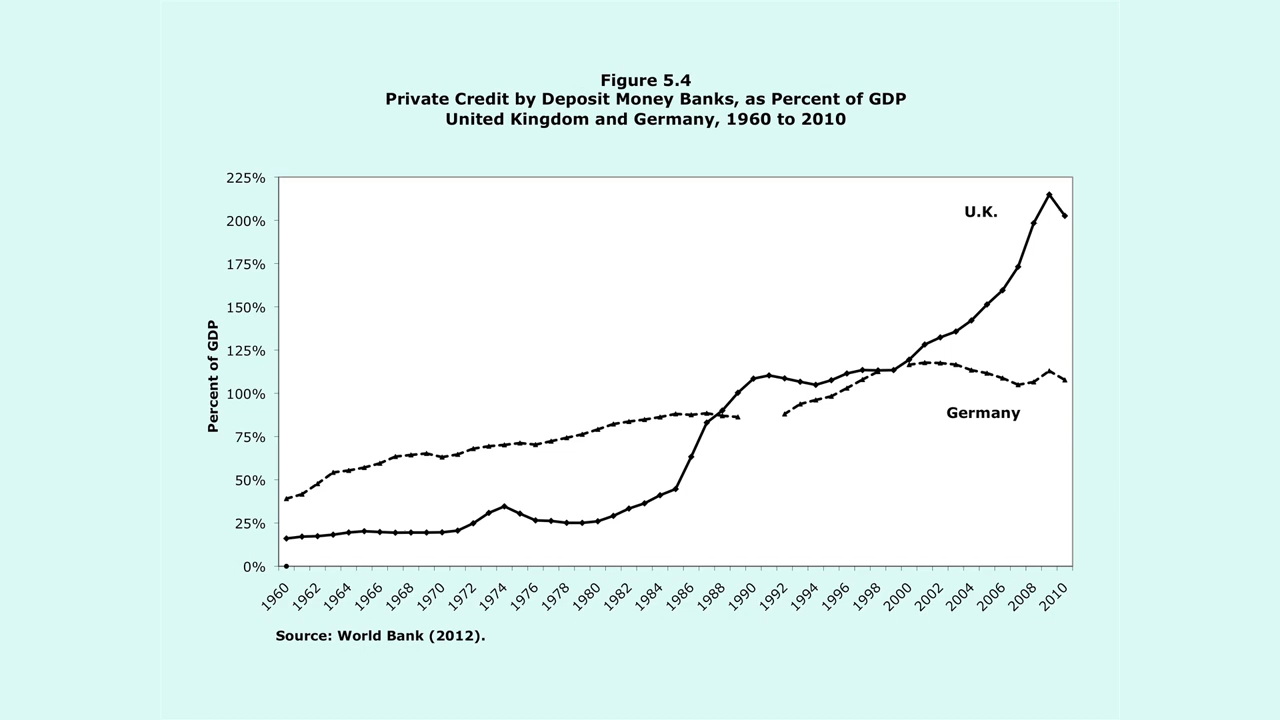 Figure 5.4
Private Credit by Deposit Money Banks, as Percent of GDP
United Kingdom and Germany, 1960 to 2010
225%
200%
175%
150%
125%
100%
75%
50%
25%
0%
Percent of GDP
U.K.
Germany
1960 1962 1964 1966 1968 1970 1972 1974 1976 1978 1980 1982 1984 1986 1988 1990 1992 1994 1996 1998 2000 2002 2004 2006 2008 2010
Source: World Bank (2012).